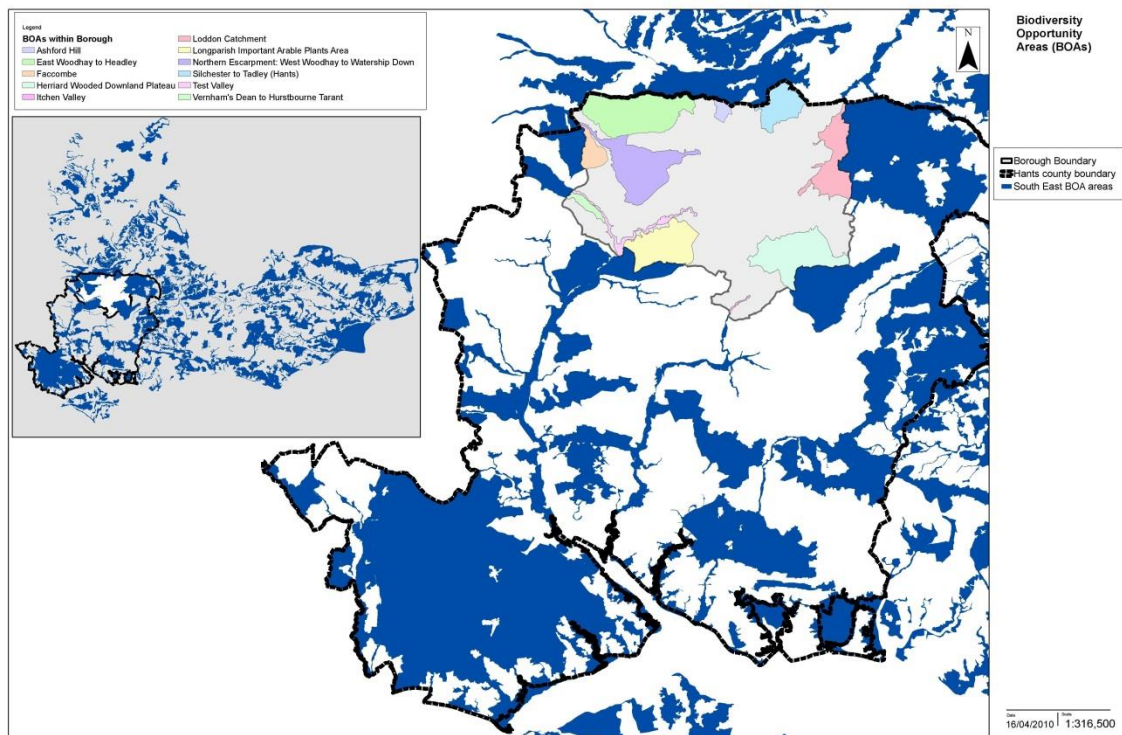 Legend
BOAs within Borough
Ashford Hill
East Woodhay to Headley
Faccombe
Herriard Wooded Downland Plateau
Itchen Valley
Loddon Catchment
Longparish Important Arable Plants Area
Northern Escarpment: West Woodhay to Watership Down
Silchester to Tadley (Hants)
Test Valley
Vernham's Dean to Hurstbourne Tarant
N
Biodiversity
Opportunity
Areas (BOAs)
Borough Boundary
Hants county boundary
South East BOA areas
Date
16/04/2010
Scale
1:316,500